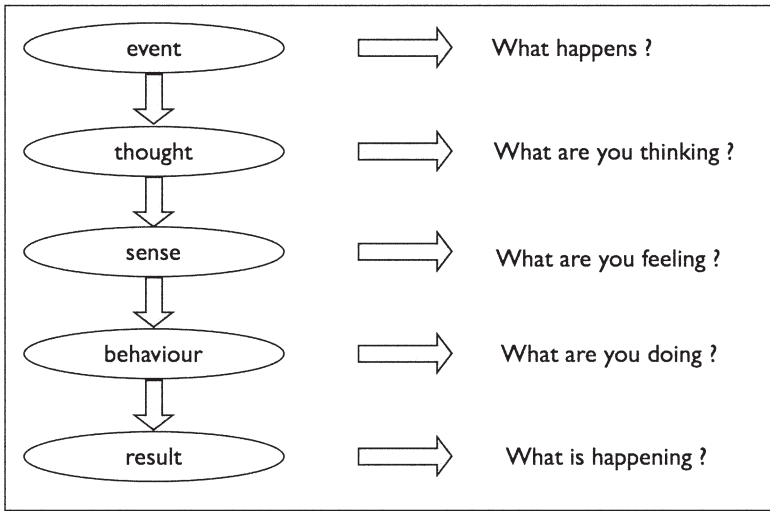 event
What happens ?
thought
What are you thinking ?
sense
What are you feeling ?
behaviour
What are you doing ?
result
What is happening ?